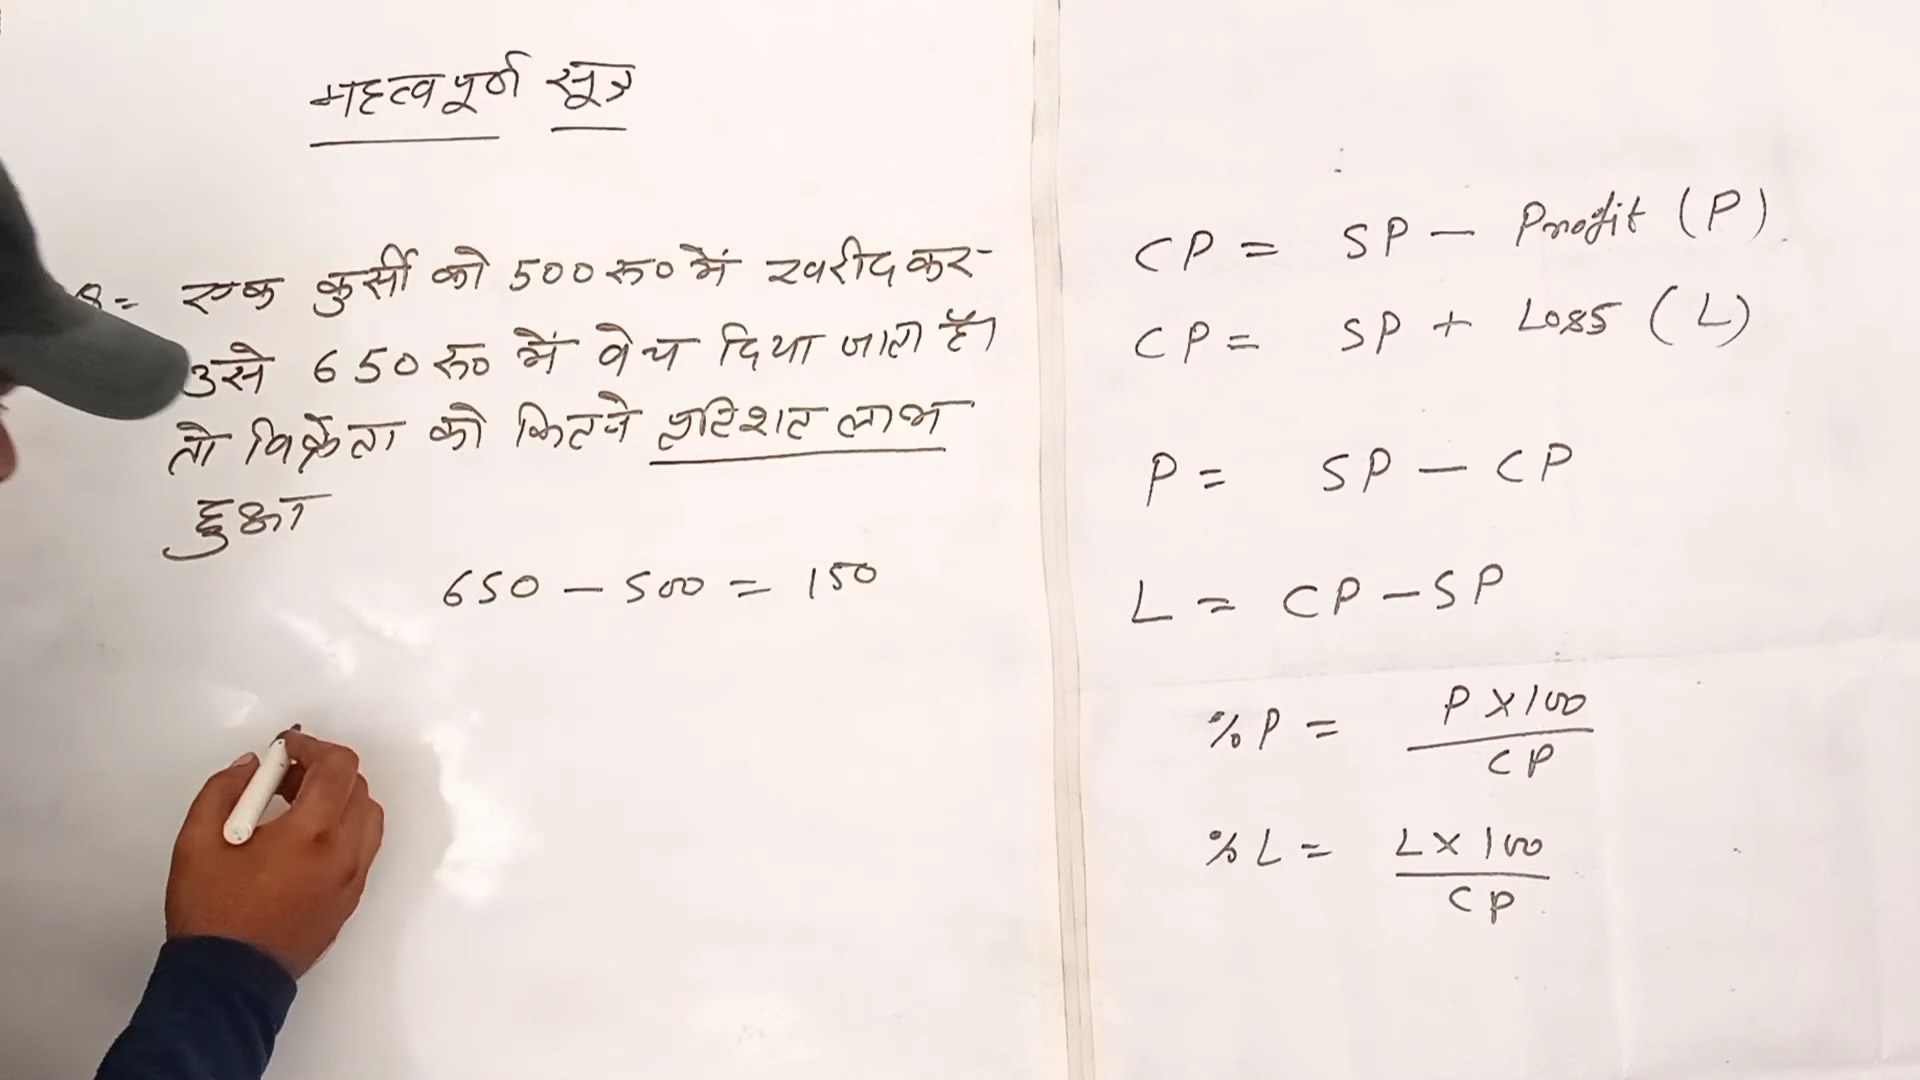 महत्वपूर्ण सूत्र
एक कुर्सी को 500 रु० में खरीदकर-
उसे 650 रु० में बेच दिया जाता है।
तो विक्रेता को कितने प्रतिशत लाभ
हुआ
650 - 500 = 150
CP = SP - Profit (P)
CP = SP + Loss (L)
P = SP - CP
L = CP - SP
%P = P X 100
CP
%L = L X 100
CP